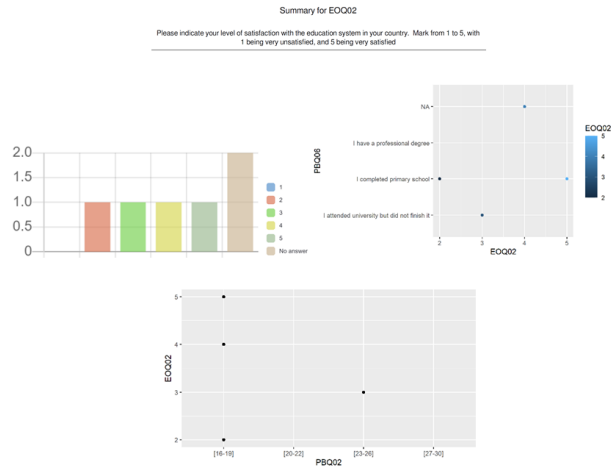 Summary for EOQ02
Please indicate your level of satisfaction with the education system in your country. Mark from 1 to 5, with
1 being very unsatisfied, and 5 being very satisfied
2.0
1.5
1.0
0.5
0
1
2
3
4
5
No answer
PBQ06
NA
I have a professional degree
I completed primary school
I attended university but did not finish it
2 3 4 5
EOQ02
EOQ02
5
4
3
2
EOQ02
5
4
3
2
[16-19] [20-22] [23-26] [27-30]
PBQ02